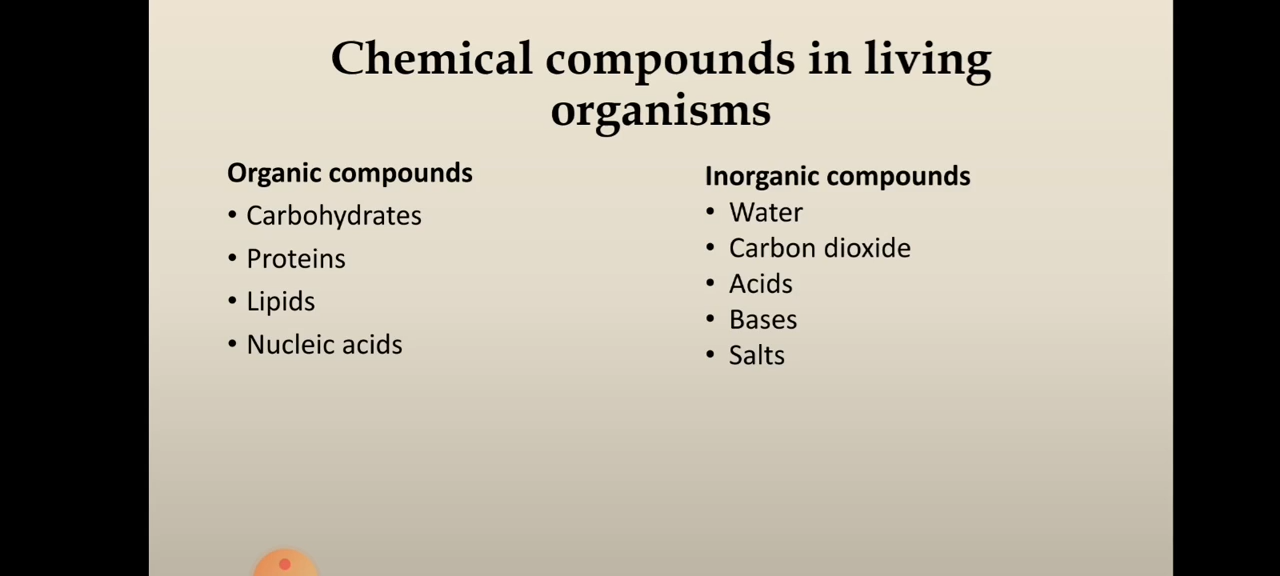 Chemical compounds in living
organisms
Organic compounds
• Carbohydrates
• Proteins
• Lipids
• Nucleic acids
Inorganic compounds
• Water
• Carbon dioxide
• Acids
• Bases
• Salts